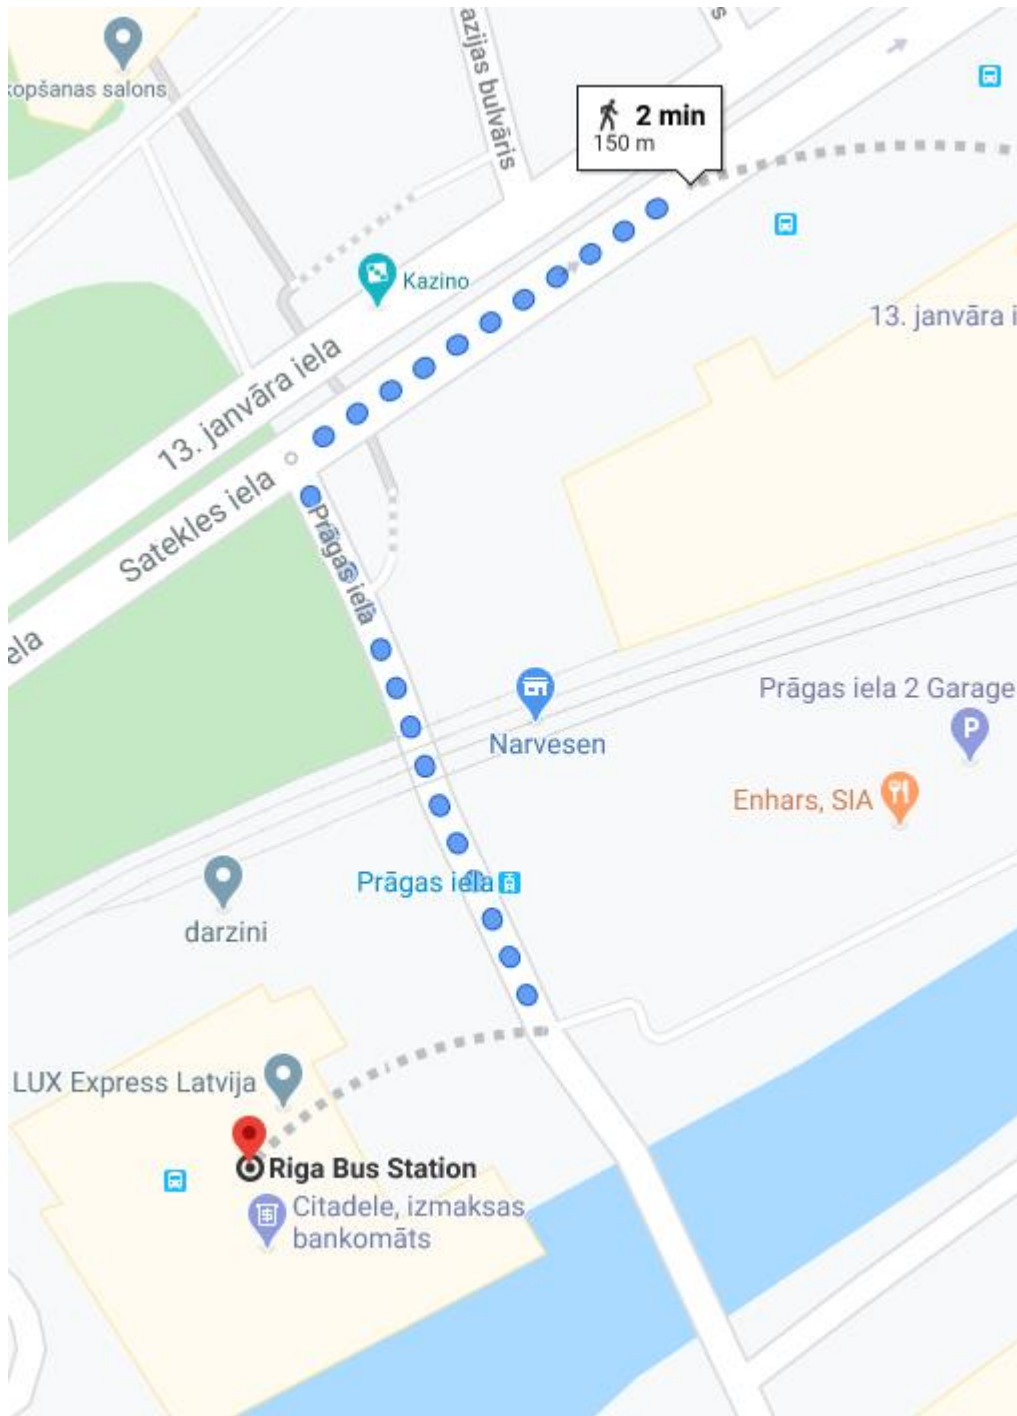 azijas bulvāris
s
kopšanas salons
2 min
150 m
Kazino
13. janvāra i
13. janvāra iela
Satekles iela
Prāgas iela
ela
Prāgas iela 2 Garage
P
Narvesen
Enhars, SIA
Prāgas iela
darzini
LUX Express Latvija
Riga Bus Station
$
Citadele, izmaksas
bankomāts